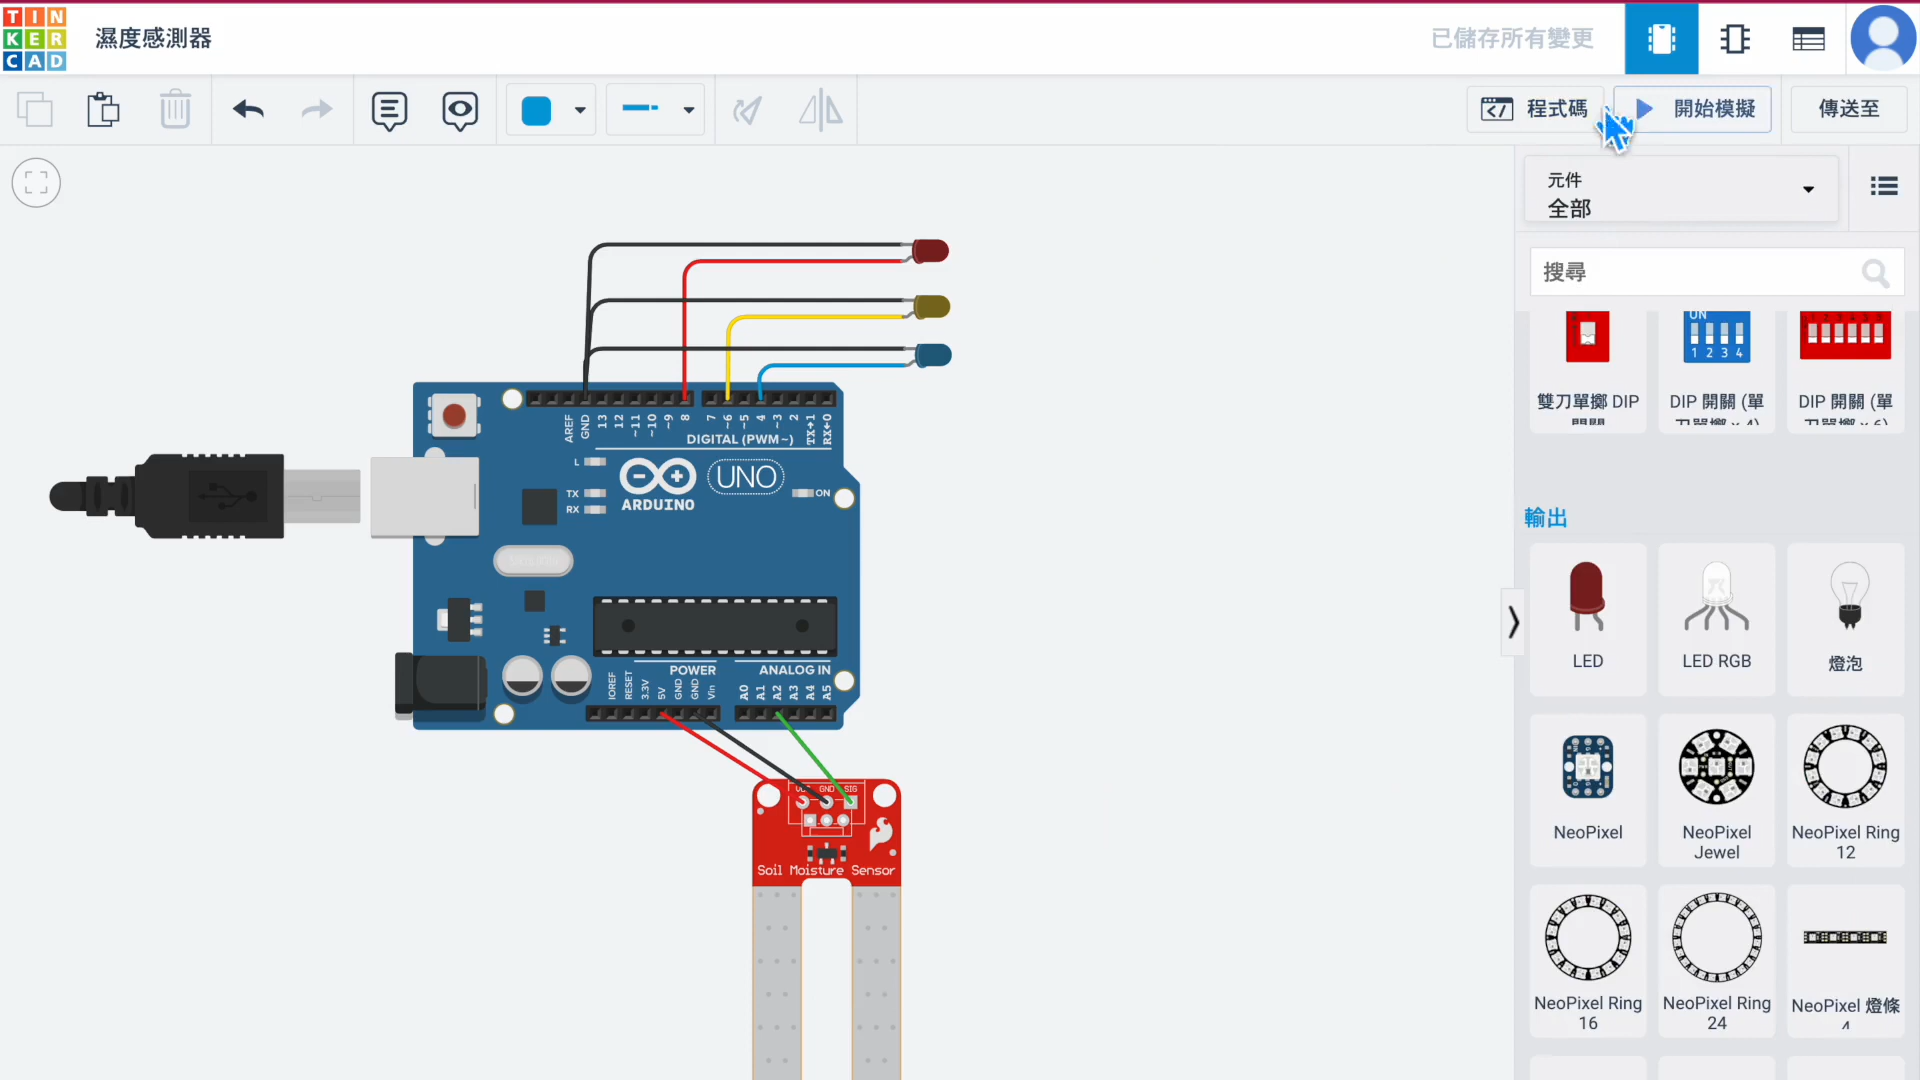 TIN
KER
CAD
濕度感測器
已儲存所有變更
程式碼
開始模擬
傳送至
元件
全部
搜尋
ON
1 2 3 4
雙刀單擲 DIP
DIP 開關 (單
DIP 開關 (單
輸出
LED
LED RGB
燈泡
NeoPixel
NeoPixel
Jewel
NeoPixel Ring
12
NeoPixel Ring
16
NeoPixel Ring
24
NeoPixel 燈條
AREF
GND
13
12
~11
~10
~9
8
7
~6
~5
4
~3
2
TX→1
RX←0
DIGITAL (PWM~)
L
TX
RX
ARDUINO
UNO
ON
POWER
ANALOG IN
IOREF
RESET
3.3V
5V
GND
GND
Vin
A0
A1
A2
A3
A4
A5
GND
SIG
Soil Moisture Sensor